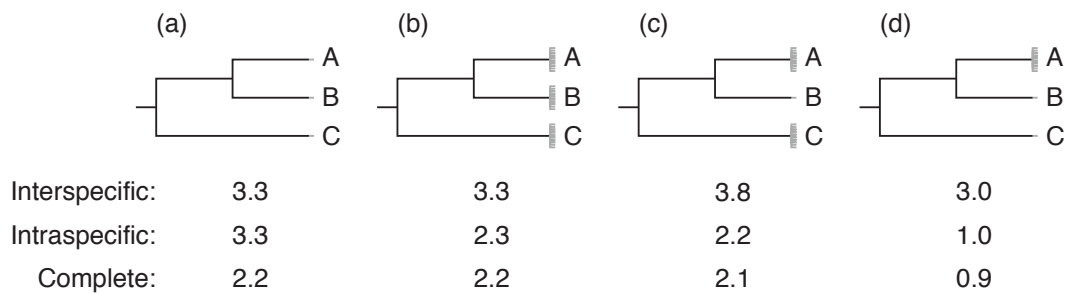 (a) (b) (c) (d)
A A A A
B B B B
C C C C
Interspecific: 3.3 3.3 3.8 3.0
Intraspecific: 3.3 2.3 2.2 1.0
Complete: 2.2 2.2 2.1 0.9